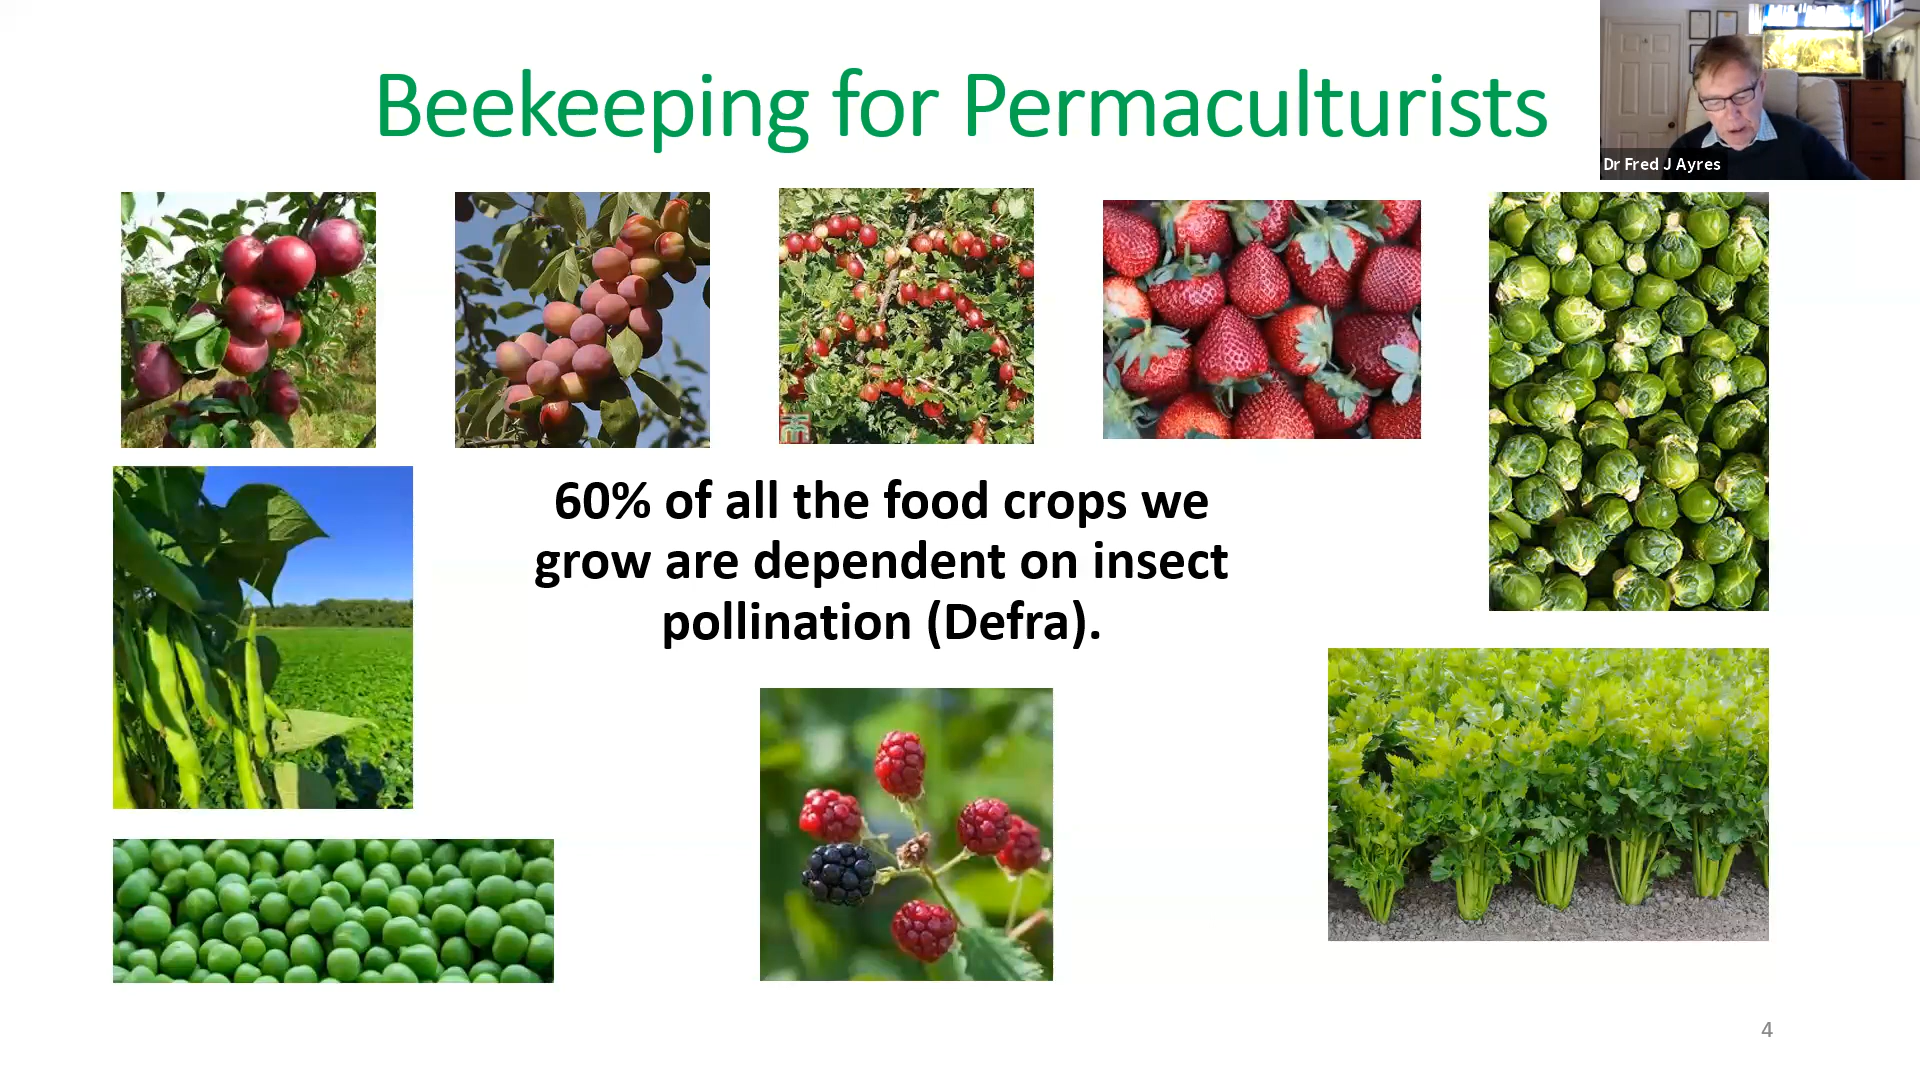 Beekeeping for Permaculturists
Dr Fred J Ayres
60% of all the food crops we
grow are dependent on insect
pollination (Defra).
4